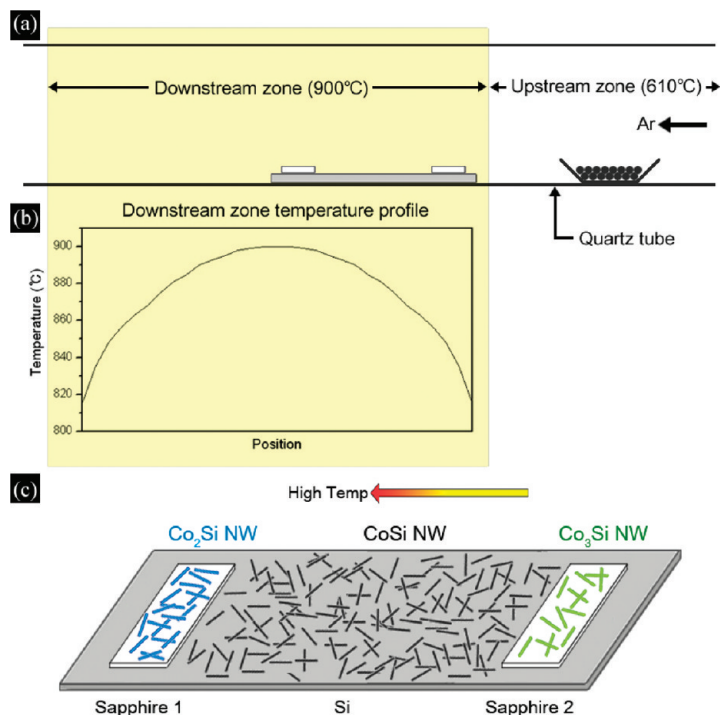 (a)
Downstream zone (900℃)
Upstream zone (610℃)
Ar
Quartz tube
(b)
Downstream zone temperature profile
900
880
860
840
820
800
Temperature (℃)
Position
(c)
High Temp
Co₂Si NW
CoSi NW
Co₃Si NW
Sapphire 1
Si
Sapphire 2